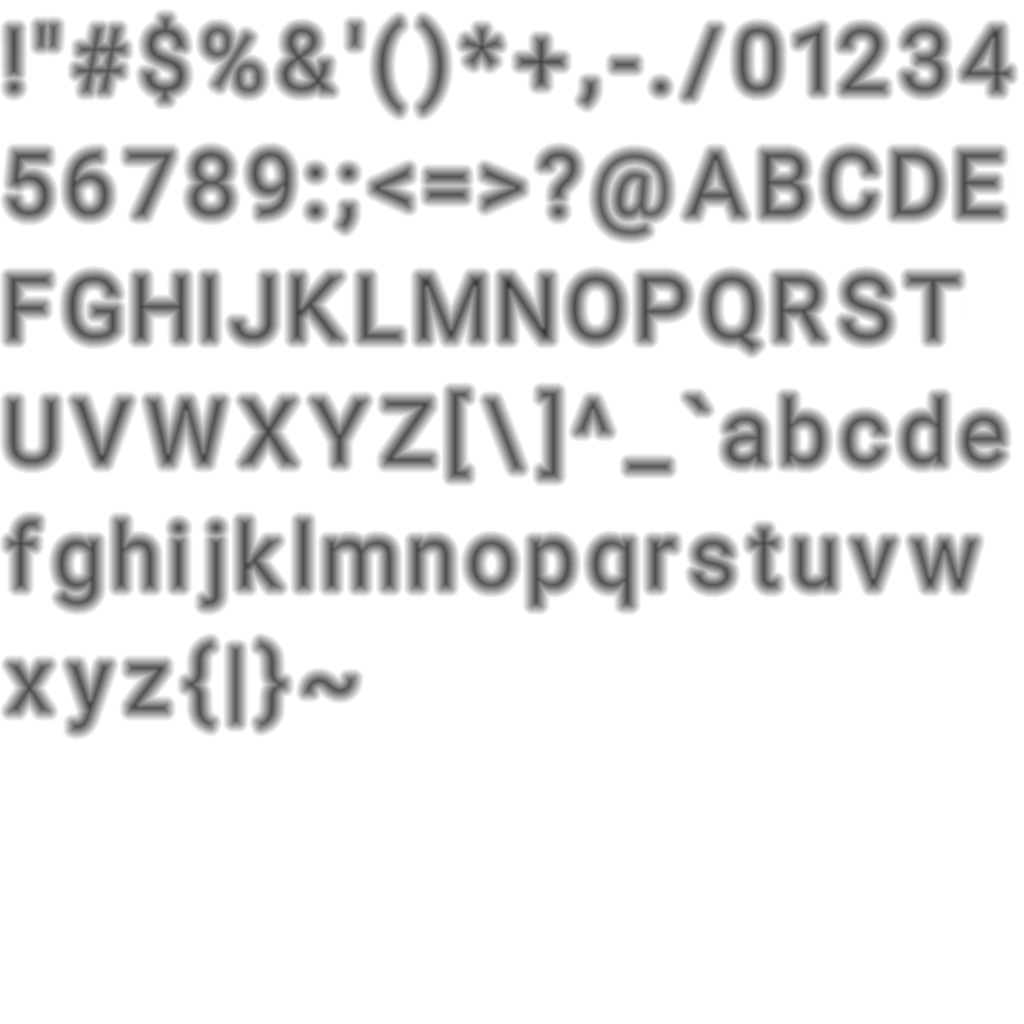 !"#$%&'()*+,-./01234
56789:;<=>?@ABCDE
FGHIJKLMNOPQRST
UVWXYZ[\]^_`abcde
fghijklmnopqrstuvw
xyz{|}~